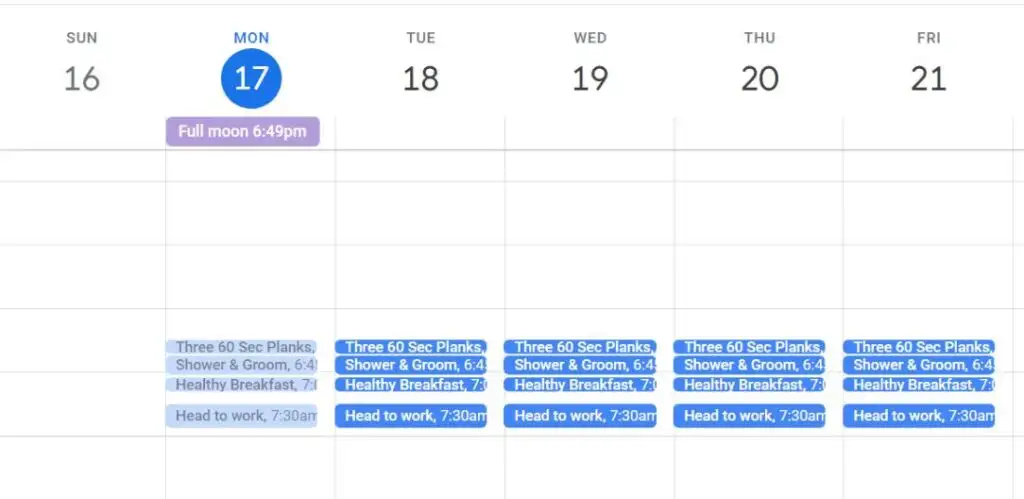 SUN MON TUE WED THU FRI
16 17 18 19 20 21
Full moon 6:49pm
Three 60 Sec Planks, Three 60 Sec Planks, Three 60 Sec Planks, Three 60 Sec Planks, Three 60 Sec Planks,
Shower & Groom, 6:4 Shower & Groom, 6:4 Shower & Groom, 6:4 Shower & Groom, 6:4 Shower & Groom, 6:4
Healthy Breakfast, 7: Healthy Breakfast, 7: Healthy Breakfast, 7: Healthy Breakfast, 7: Healthy Breakfast, 7:
Head to work, 7:30am Head to work, 7:30am Head to work, 7:30am Head to work, 7:30am Head to work, 7:30am